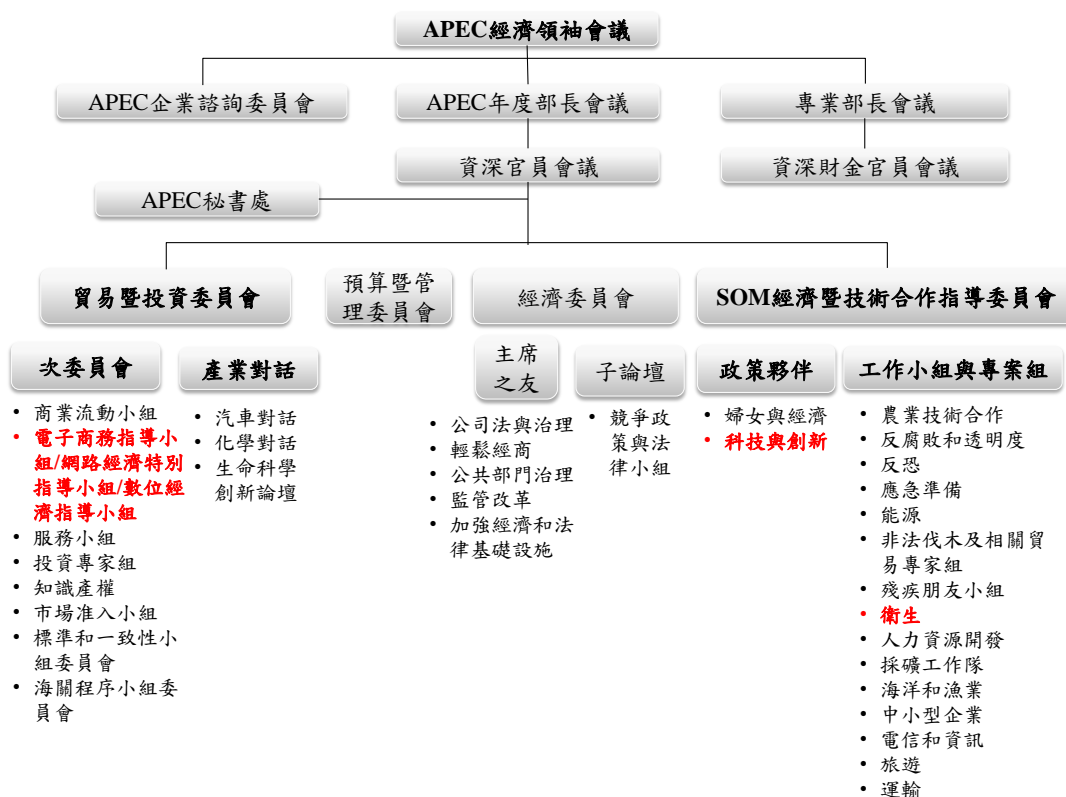 APEC經濟領袖會議
APEC企業諮詢委員會
APEC年度部長會議
專業部長會議
資深官員會議
資深財金官員會議
APEC秘書處
貿易暨投資委員會
預算暨管
理委員會
經濟委員會
SOM經濟暨技術合作指導委員會
次委員會
• 商業流動小組
• 電子商務指導小
組/網路經濟特別
指導小組/數位經
濟指導小組
• 服務小組
• 投資專家組
• 知識產權
• 市場准入小組
• 標準和一致性小
組委員會
• 海關程序小組委
員會
產業對話
• 汽車對話
• 化學對話
• 生命科學
創新論壇
主席
之友
• 公司法與治理
• 輕鬆經商
• 公共部門治理
• 監管改革
• 加強經濟和法
律基礎設施
子論壇
• 競爭政
策與法
律小組
政策夥伴
• 婦女與經濟
• 科技與創新
工作小組與專案組
• 農業技術合作
• 反腐敗和透明度
• 反恐
• 應急準備
• 能源
• 非法伐木及相關貿
易專家組
• 殘疾朋友小組
• 衛生
• 人力資源開發
• 採礦工作隊
• 海洋和漁業
• 中小型企業
• 電信和資訊
• 旅遊
• 運輸